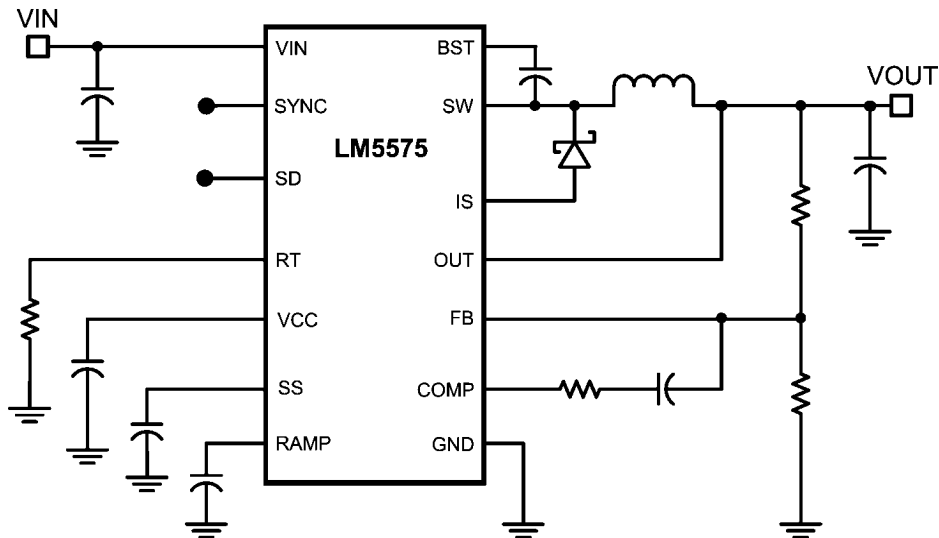 VIN
VOUT
LM5575
VIN
SYNC
SD
RT
VCC
SS
RAMP
BST
SW
IS
OUT
FB
COMP
GND